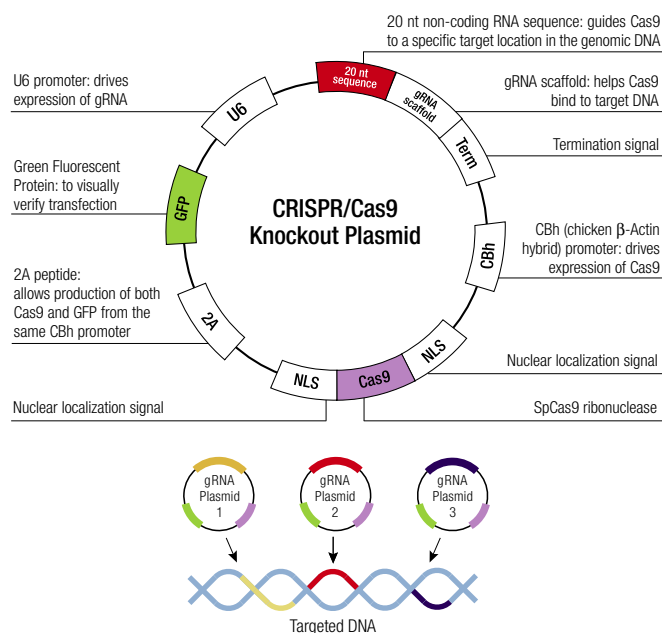 20 nt non-coding RNA sequence: guides Cas9
to a specific target location in the genomic DNA
U6 promoter: drives
expression of gRNA
20 nt
sequence
gRNA
scaffold
gRNA scaffold: helps Cas9
bind to target DNA
U6
Term
Termination signal
Green Fluorescent
Protein: to visually
verify transfection
GFP
CRISPR/Cas9
Knockout Plasmid
CBh
CBh (chicken β-Actin
hybrid) promoter: drives
expression of Cas9
2A peptide:
allows production of both
Cas9 and GFP from the
same CBh promoter
2A
NLS
Cas9
NLS
Nuclear localization signal
Nuclear localization signal
SpCas9 ribonuclease
gRNA
Plasmid
1
gRNA
Plasmid
2
gRNA
Plasmid
3
Targeted DNA